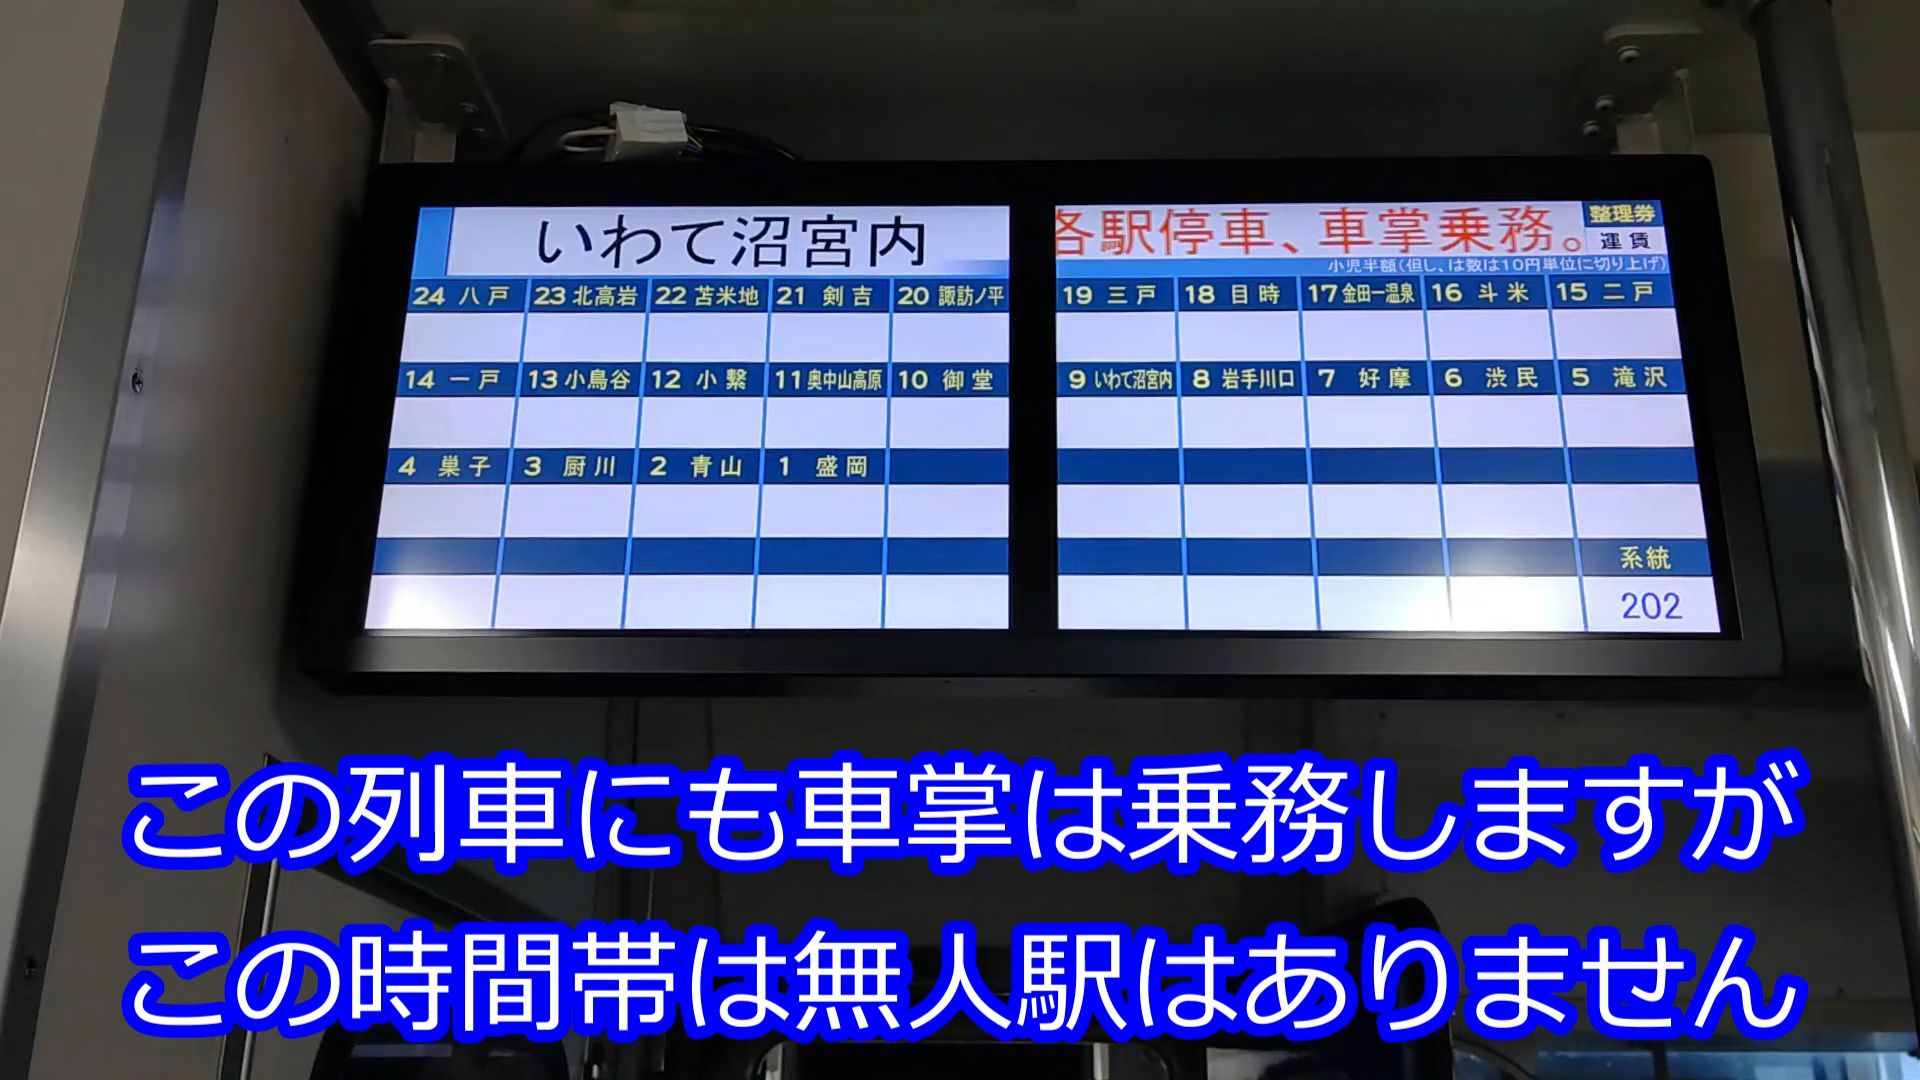 いわて沼宮内
各駅停車、車掌乗務。
整理券
運賃
小児半額(但し、は数は10円単位に切り上げ)
24 八戸 23 北高岩 22 苫米地 21 剣吉 20 諏訪ノ平 19 三戸 18 目時 17 金田一温泉 16 斗米 15 二戸
14 一戸 13 小鳥谷 12 小繋 11 奥中山高原 10 御堂 9 いわて沼宮内 8 岩手川口 7 好摩 6 渋民 5 滝沢
4 巣子 3 厨川 2 青山 1 盛岡
系統
202
この列車にも車掌は乗務しますが
この時間帯は無人駅はありません